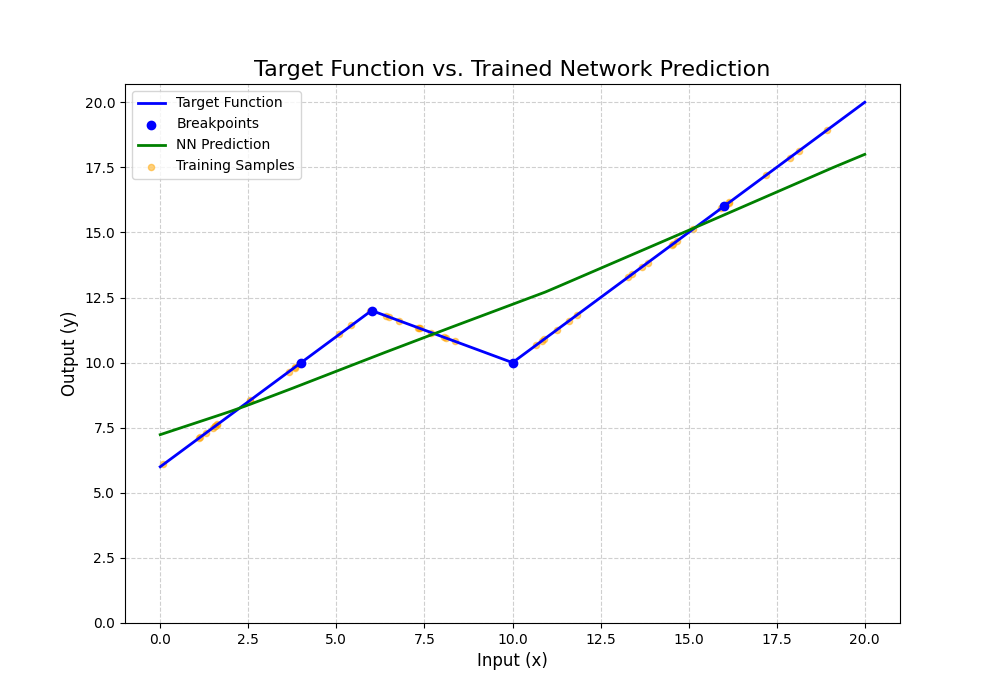 Target Function vs. Trained Network Prediction
Target Function
Breakpoints
NN Prediction
Training Samples
20.0
17.5
15.0
12.5
10.0
7.5
5.0
2.5
0.0
Output (y)
0.0 2.5 5.0 7.5 10.0 12.5 15.0 17.5 20.0
Input (x)